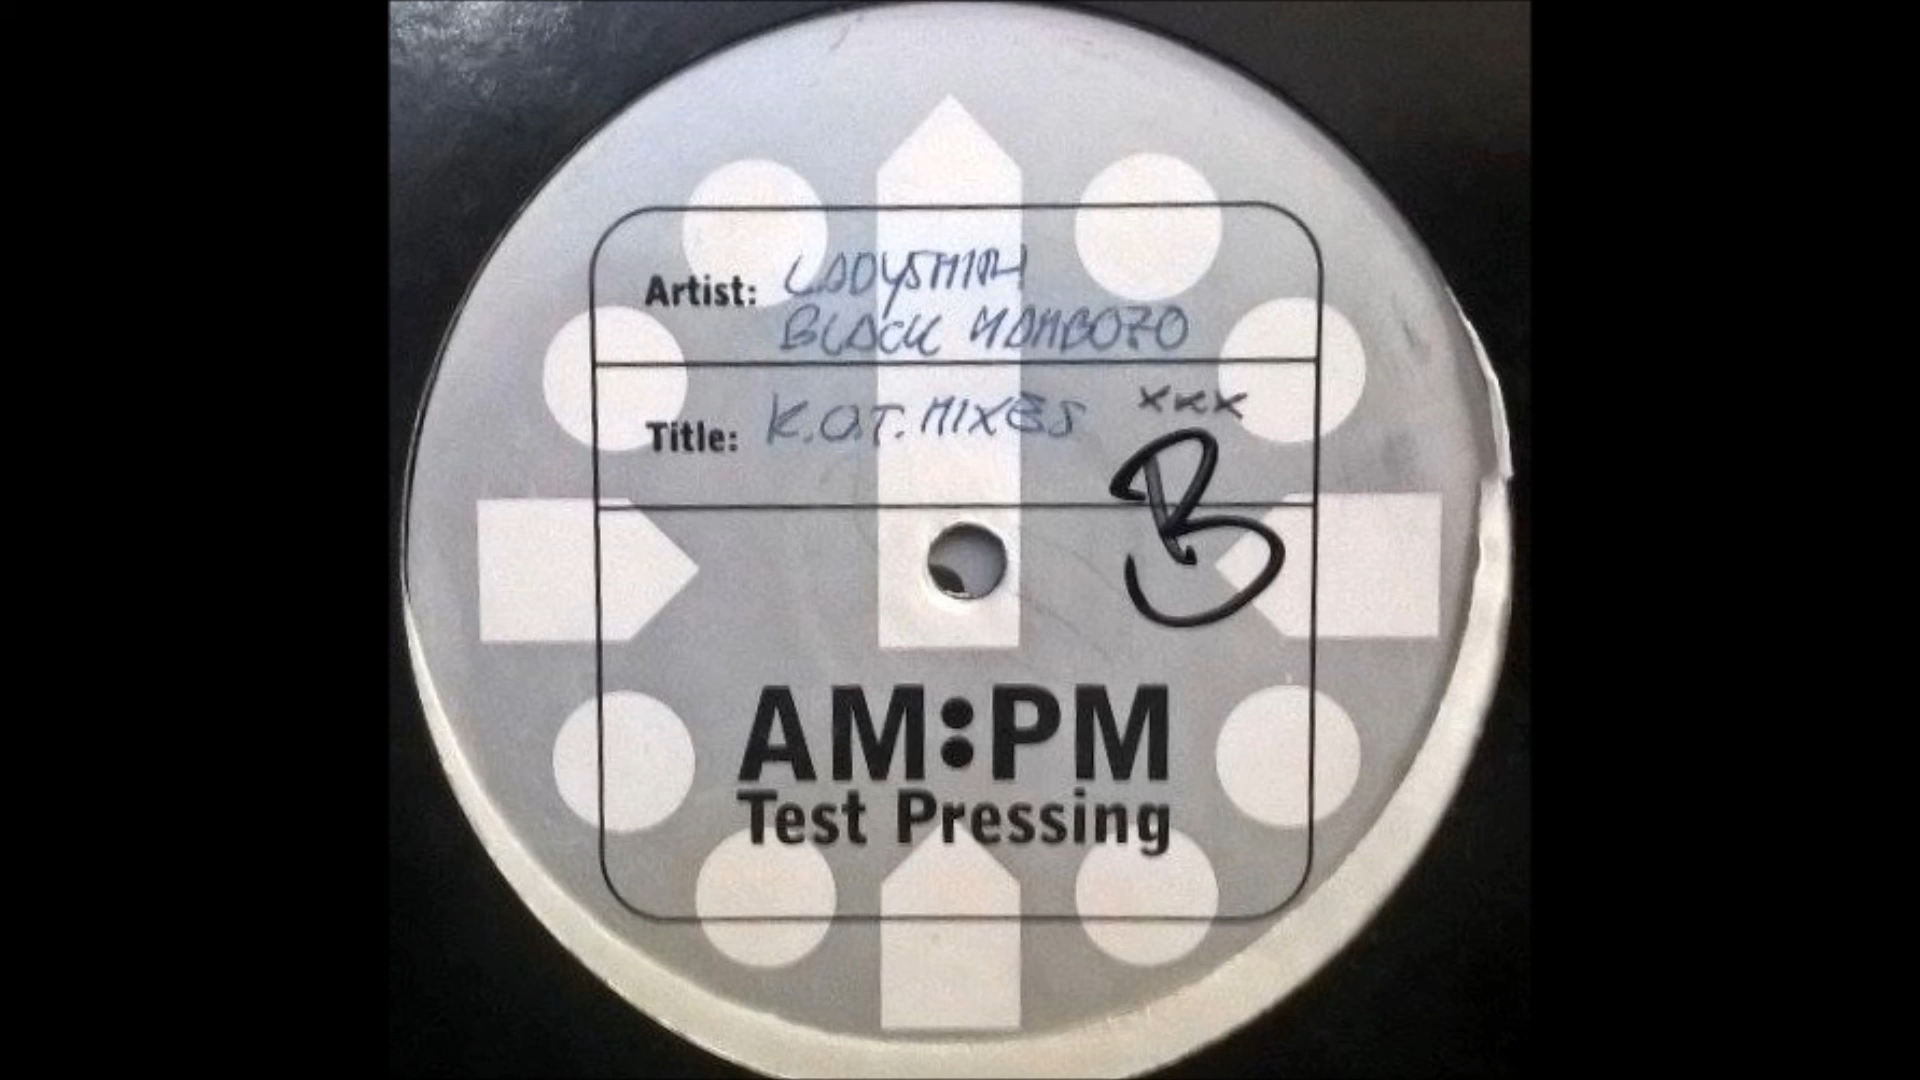 Artist: LADYSMITH
BLACK MAMBOZO
Title: K.O.T. MIXES xxx
B
AM:PM
Test Pressing